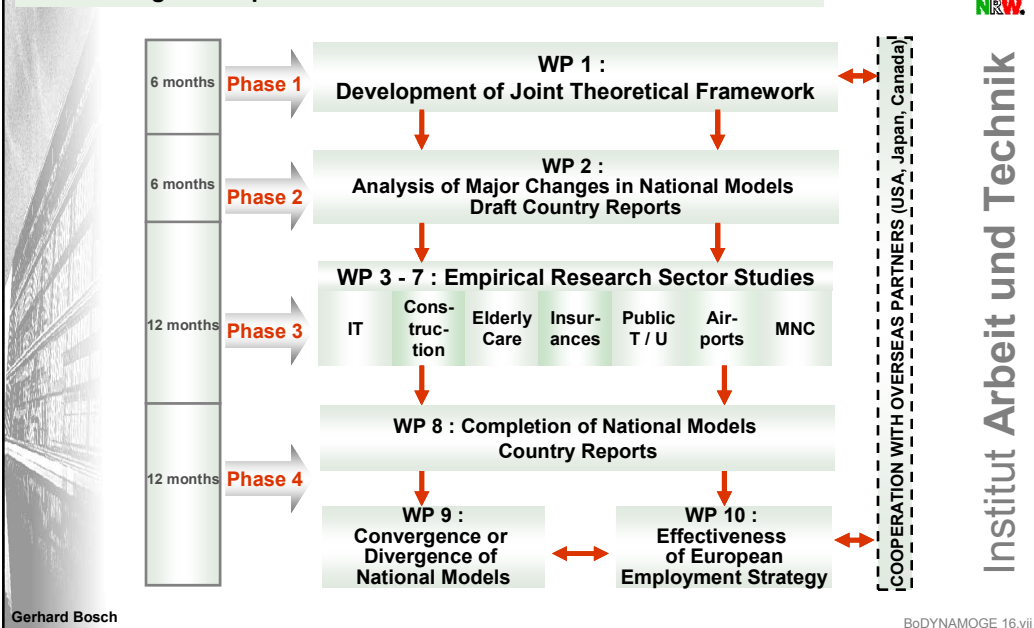 NRW.
6 months
Phase 1
WP 1 :
Development of Joint Theoretical Framework
6 months
Phase 2
WP 2 :
Analysis of Major Changes in National Models
Draft Country Reports
12 months
Phase 3
WP 3 - 7 : Empirical Research Sector Studies
IT
Cons-
truc-
tion
Elderly
Care
Insur-
ances
Public
T / U
Air-
ports
MNC
12 months
Phase 4
WP 8 : Completion of National Models
Country Reports
WP 9 :
Convergence or
Divergence of
National Models
WP 10 :
Effectiveness
of European
Employment Strategy
COOPERATION WITH OVERSEAS PARTNERS (USA, Japan, Canada)
Institut Arbeit und Technik
Gerhard Bosch
BoDYNAMOGE 16.vii